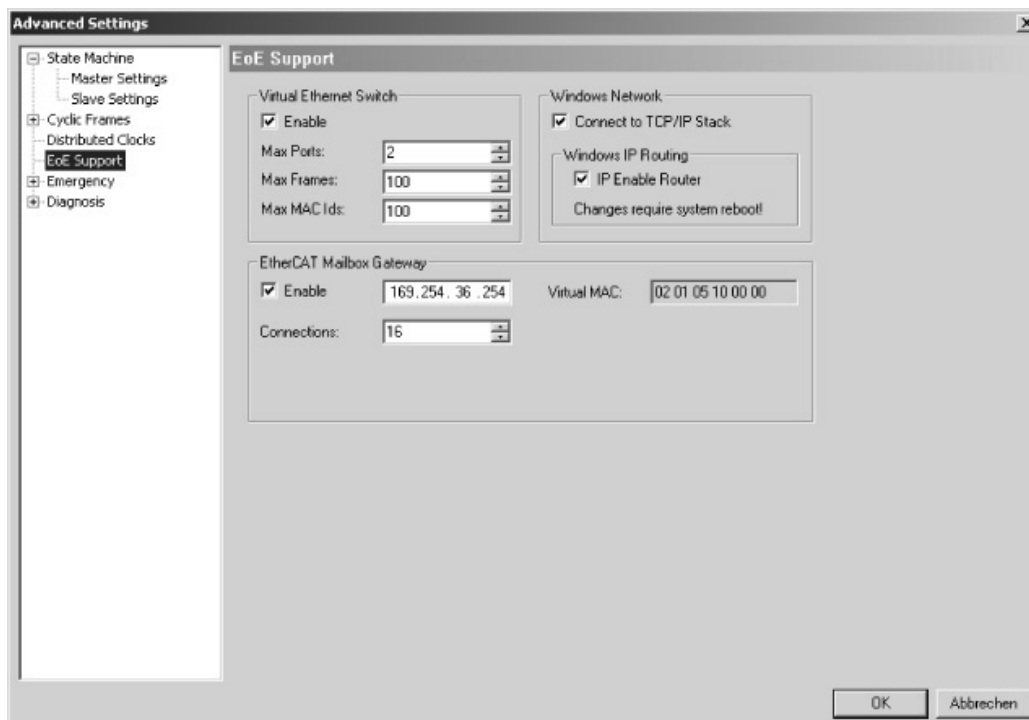 Advanced Settings
State Machine
Master Settings
Slave Settings
Cyclic Frames
Distributed Clocks
EoE Support
Emergency
Diagnosis
EoE Support
Virtual Ethernet Switch
Enable
Max Ports: 2
Max Frames: 100
Max MAC Ids: 100
Windows Network
Connect to TCP/IP Stack
Windows IP Routing
IP Enable Router
Changes require system reboot!
EtherCAT Mailbox Gateway
Enable 169.254. 36 .254 Virtual MAC: 02 01 05 10 00 00
Connections: 16
OK Abbrechen